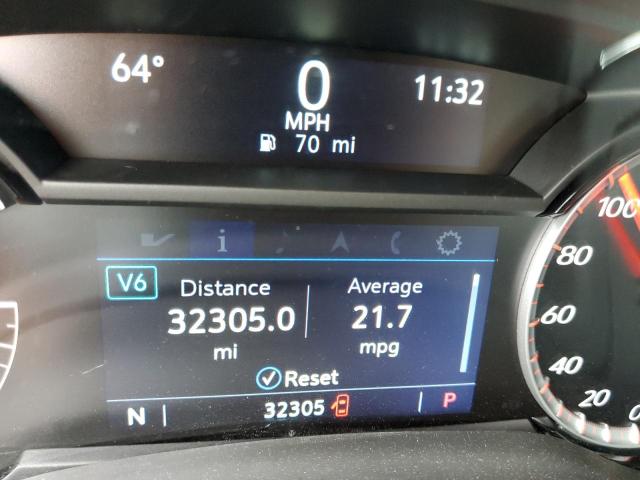 64° 0 11:32
MPH
70 mi
i
V6 Distance Average
32305.0 21.7
mi mpg
Reset
N 32305 P
100
80
60
40
20
0